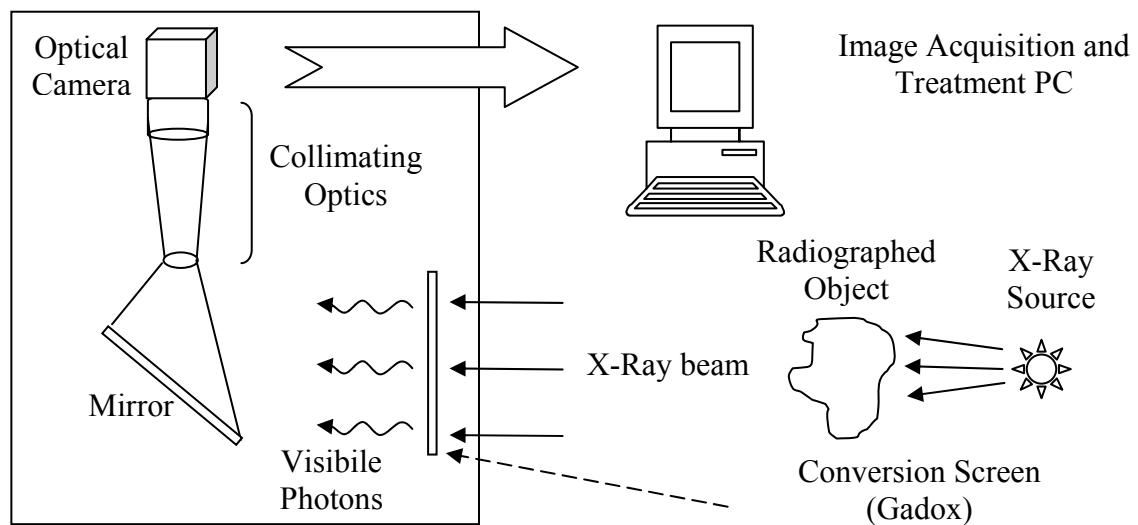 Optical
Camera
Image Acquisition and
Treatment PC
Collimating
Optics
Radiographed
Object
X-Ray
Source
X-Ray beam
Mirror
Visibile
Photons
Conversion Screen
(Gadox)